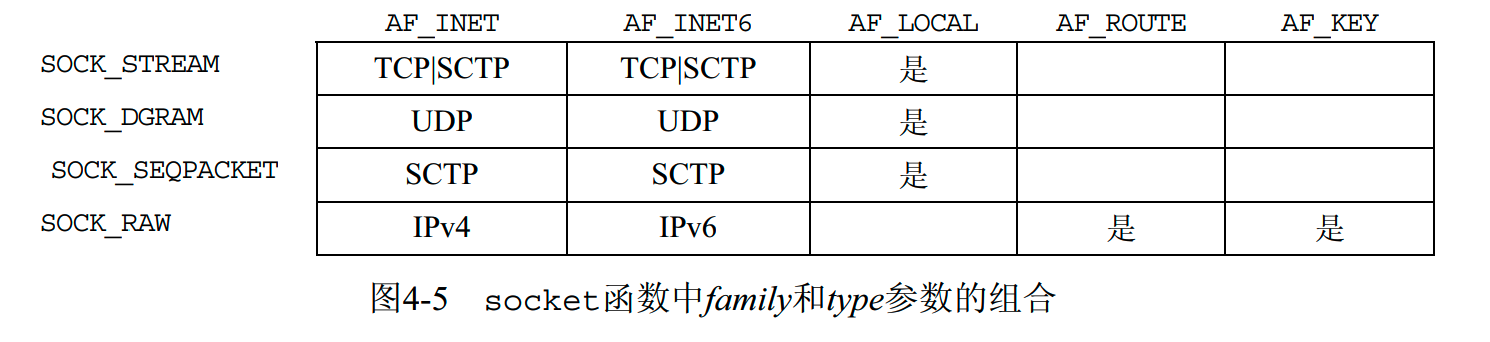 AF_INET AF_INET6 AF_LOCAL AF_ROUTE AF_KEY
SOCK_STREAM TCP|SCTP TCP|SCTP 是
SOCK_DGRAM UDP UDP 是
SOCK_SEQPACKET SCTP SCTP 是
SOCK_RAW IPv4 IPv6 是 是
图4-5 socket函数中family和type参数的组合